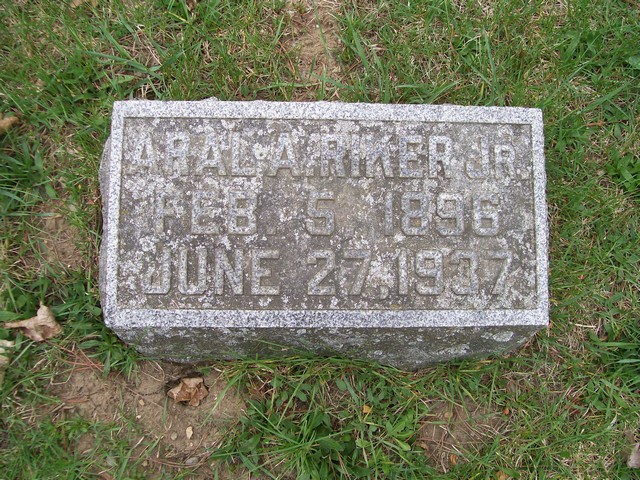 ARAL A. RIKER JR.
FEB. 5 1896
JUNE 27, 1937